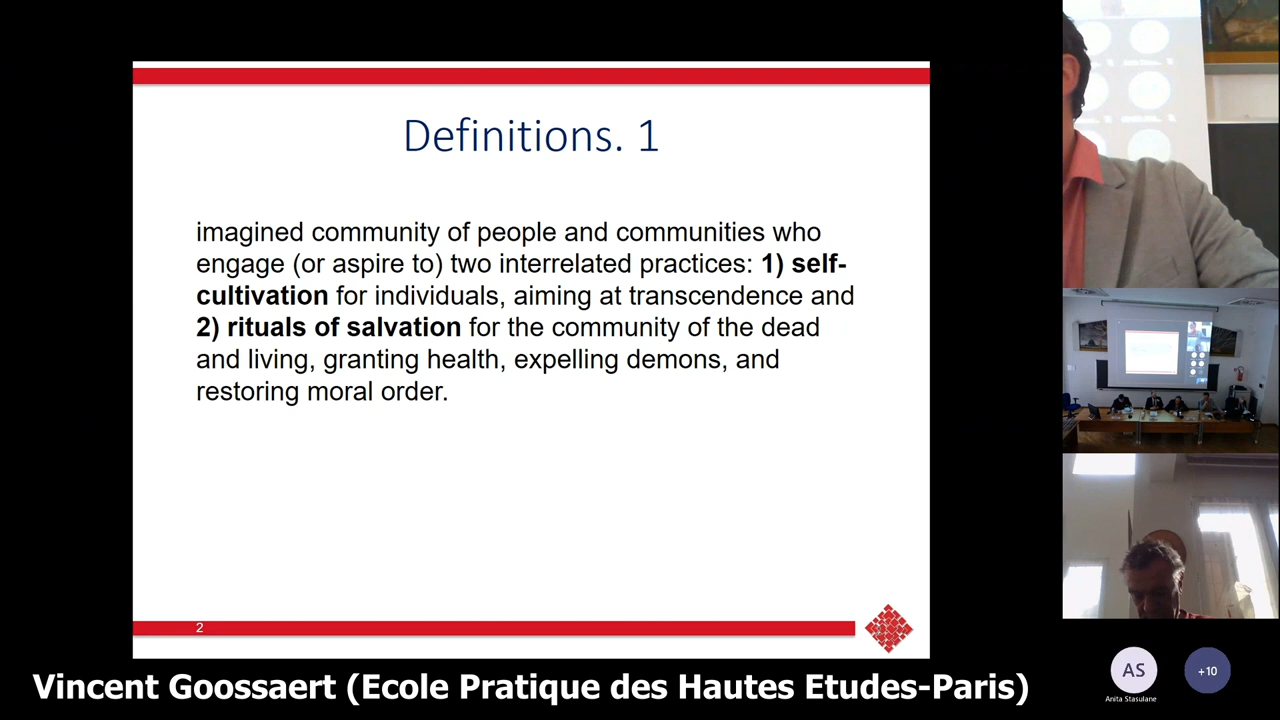 Definitions. 1
imagined community of people and communities who
engage (or aspire to) two interrelated practices: 1) self-
cultivation for individuals, aiming at transcendence and
2) rituals of salvation for the community of the dead
and living, granting health, expelling demons, and
restoring moral order.
2
Vincent Goossaert (Ecole Pratique des Hautes Etudes-Paris)
AS
Anita Stasulane
+10